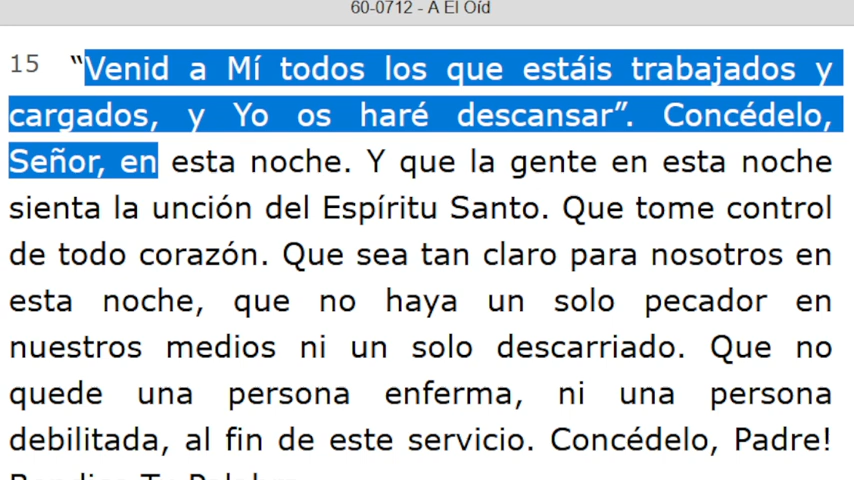 60-0712 - A El Oíd
15 “Venid a Mí todos los que estáis trabajados y
cargados, y Yo os haré descansar”. Concédelo,
Señor, en esta noche. Y que la gente en esta noche
sienta la unción del Espíritu Santo. Que tome control
de todo corazón. Que sea tan claro para nosotros en
esta noche, que no haya un solo pecador en
nuestros medios ni un solo descarriado. Que no
quede una persona enferma, ni una persona
debilitada, al fin de este servicio. Concédelo, Padre!